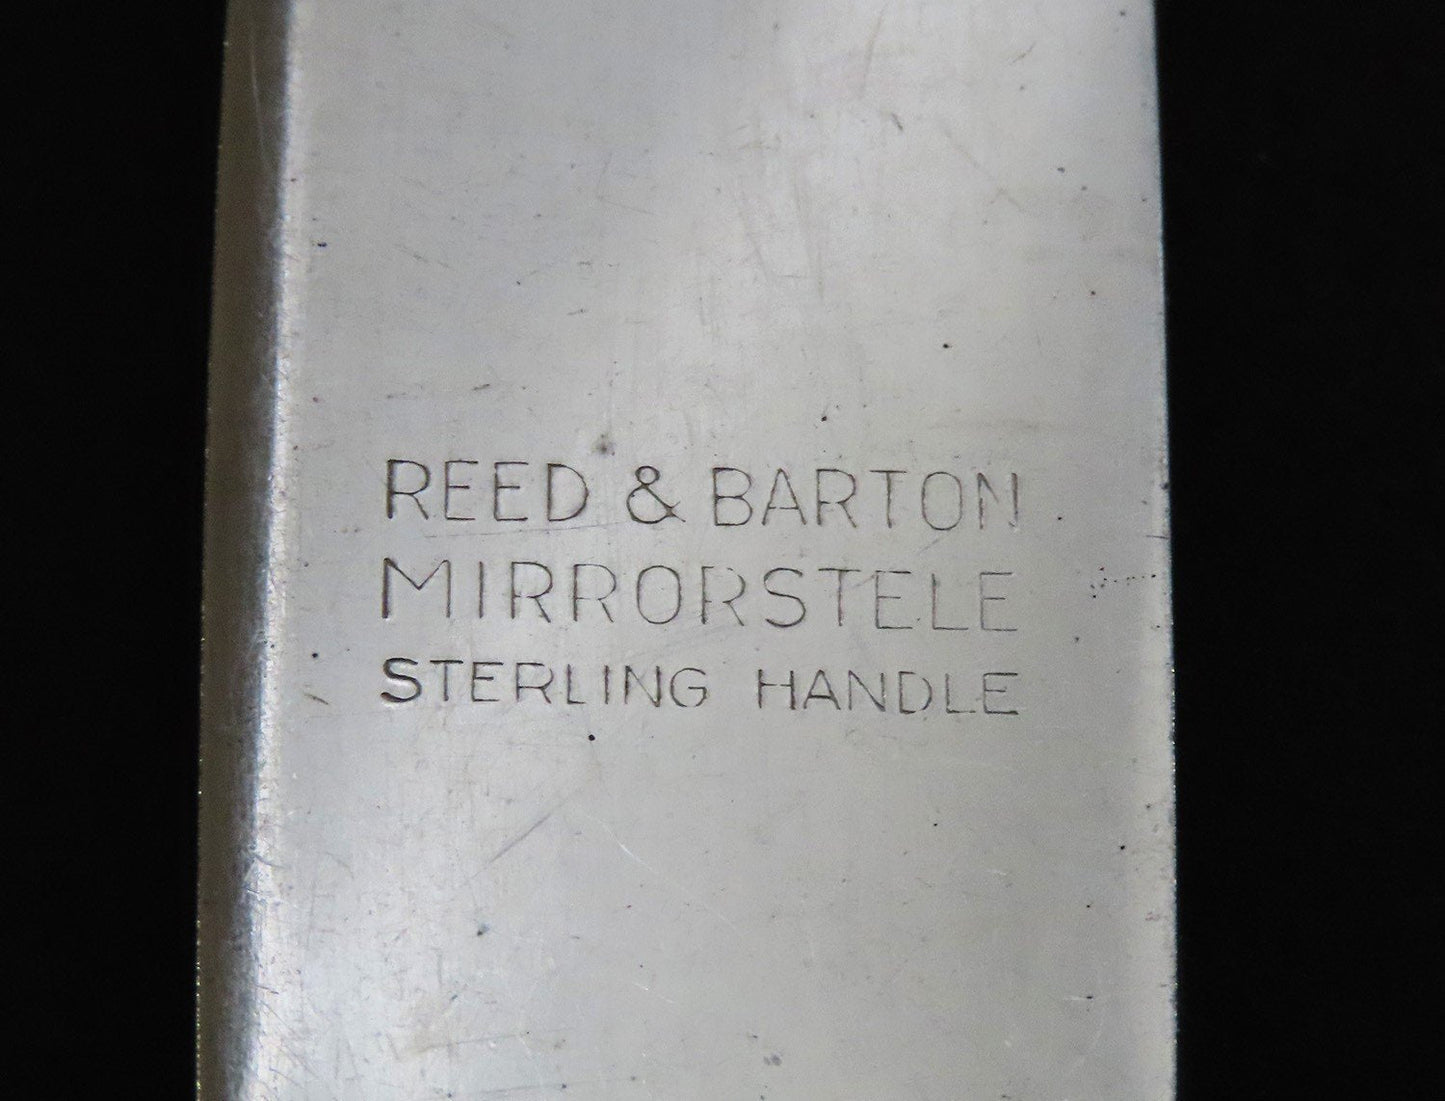 REED & BARTON
MIRRORSTELE
STERLING HANDLE